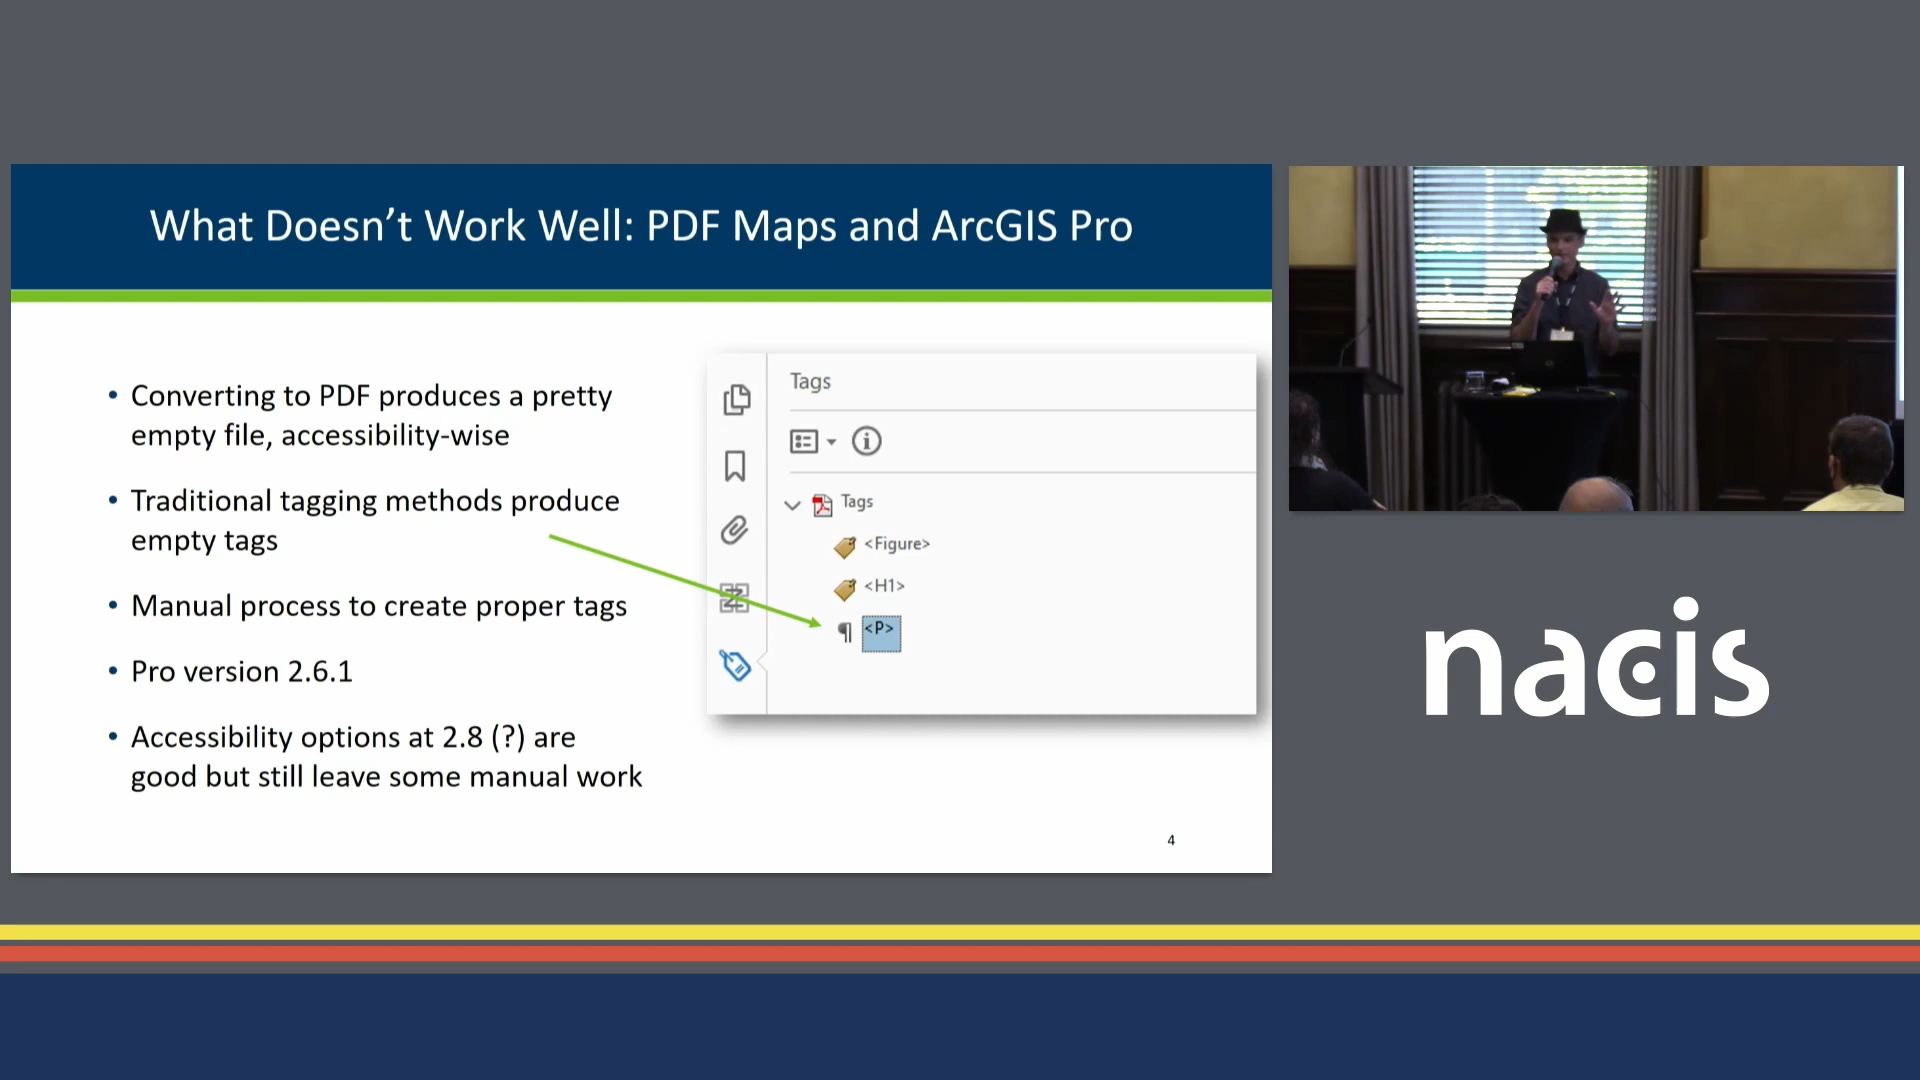 What Doesn’t Work Well: PDF Maps and ArcGIS Pro
• Converting to PDF produces a pretty
empty file, accessibility-wise
• Traditional tagging methods produce
empty tags
• Manual process to create proper tags
• Pro version 2.6.1
• Accessibility options at 2.8 (?) are
good but still leave some manual work
Tags
Tags
<Figure>
<H1>
<P>
4
nacis